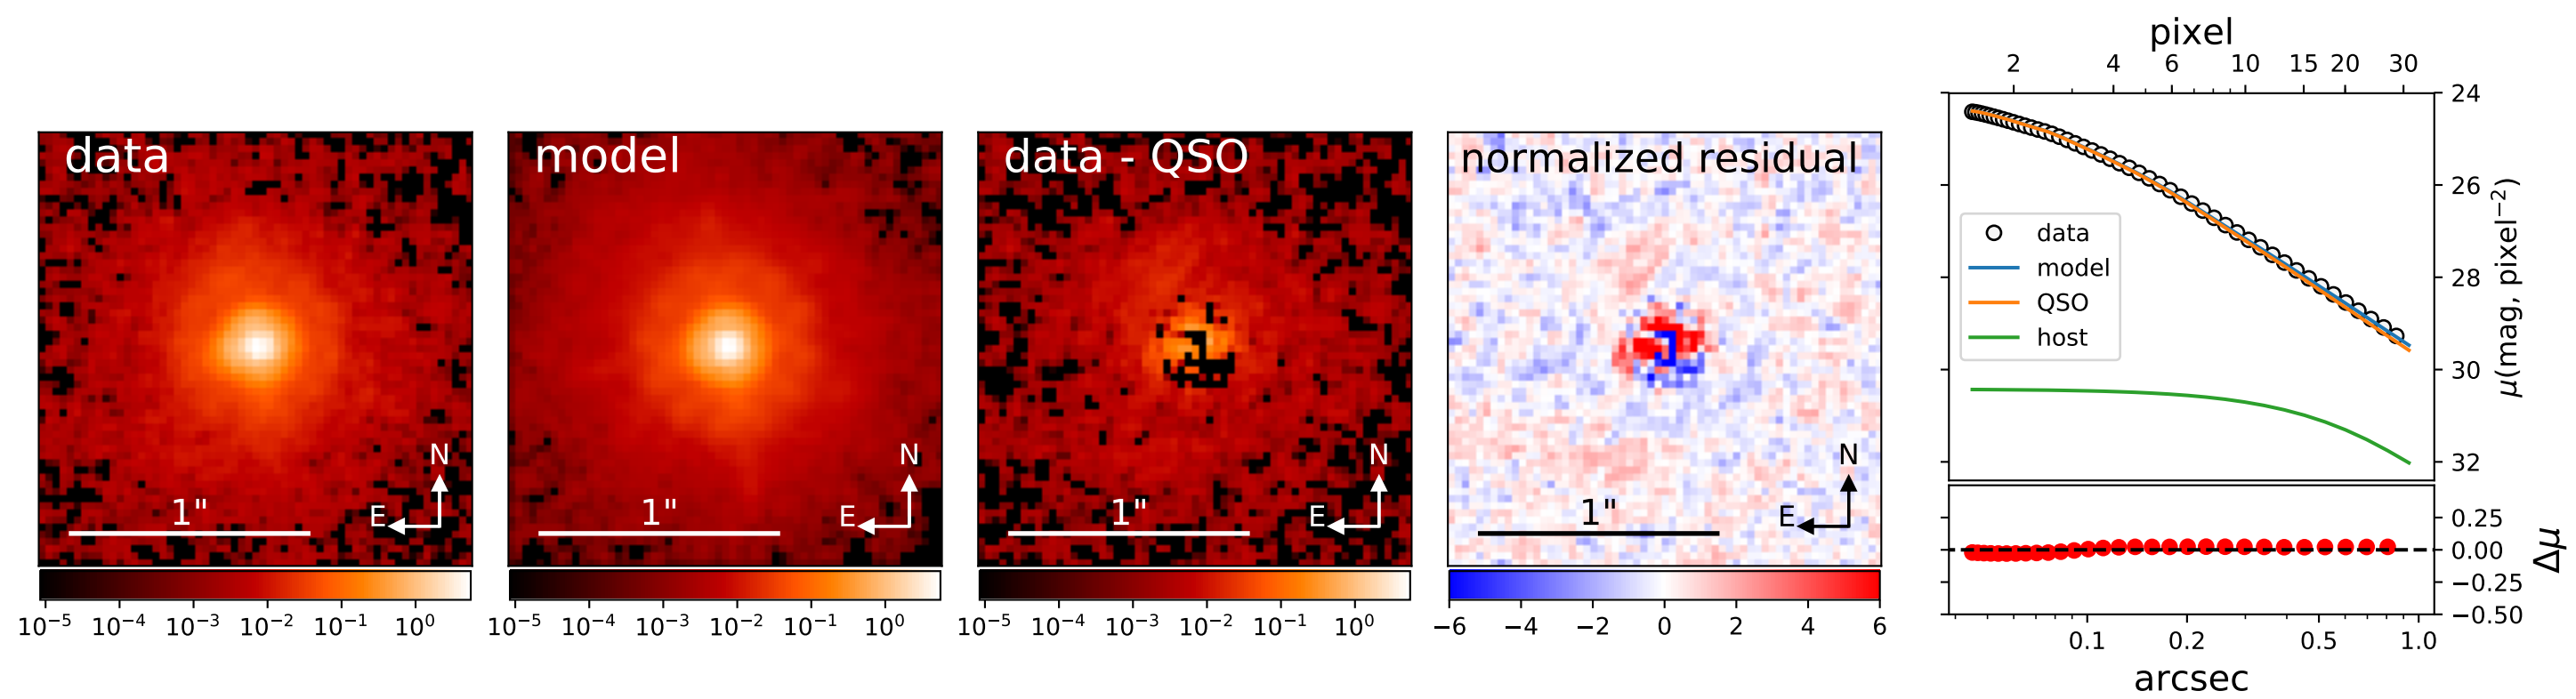 data
N
E
1"
10⁻⁵ 10⁻⁴ 10⁻³ 10⁻² 10⁻¹ 10⁰
model
N
E
1"
10⁻⁵ 10⁻⁴ 10⁻³ 10⁻² 10⁻¹ 10⁰
data - QSO
N
E
1"
10⁻⁵ 10⁻⁴ 10⁻³ 10⁻² 10⁻¹ 10⁰
normalized residual
N
E
1"
−6 −4 −2 0 2 4 6
pixel
2 4 6 10 15 20 30
24
26
28
30
32
μ(mag, pixel⁻²)
data
model
QSO
host
0.25
0.00
−0.25
−0.50
Δμ
0.1 0.2 0.5 1.0
arcsec